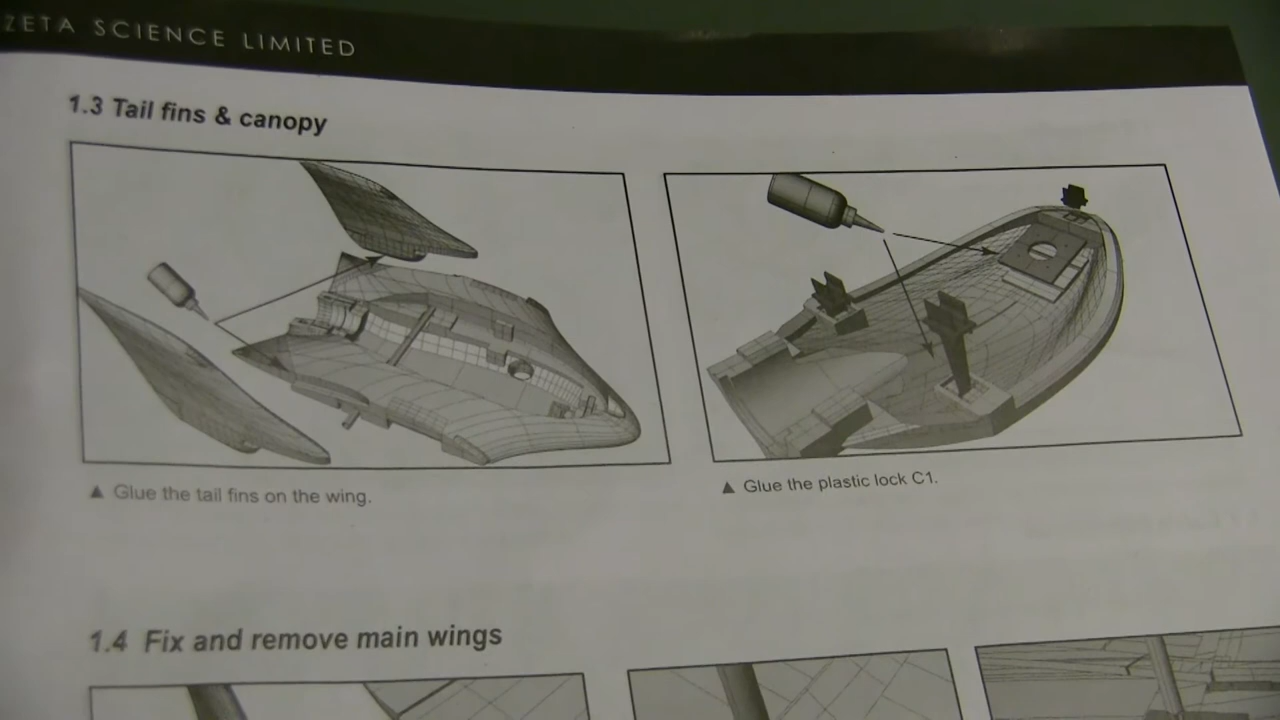 ZETA SCIENCE LIMITED
1.3 Tail fins & canopy
▲ Glue the tail fins on the wing.
▲ Glue the plastic lock C1.
1.4 Fix and remove main wings